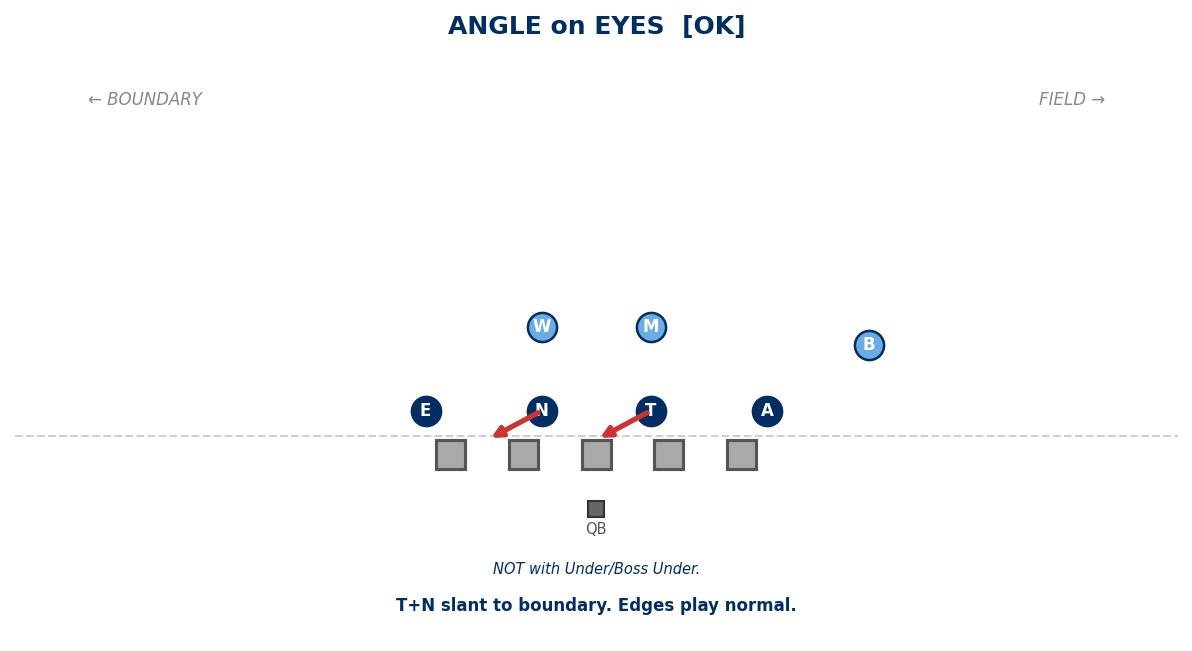 ANGLE on EYES [OK]
← BOUNDARY
FIELD →
W
M
B
E
N
T
A
QB
NOT with Under/Boss Under.
T+N slant to boundary. Edges play normal.